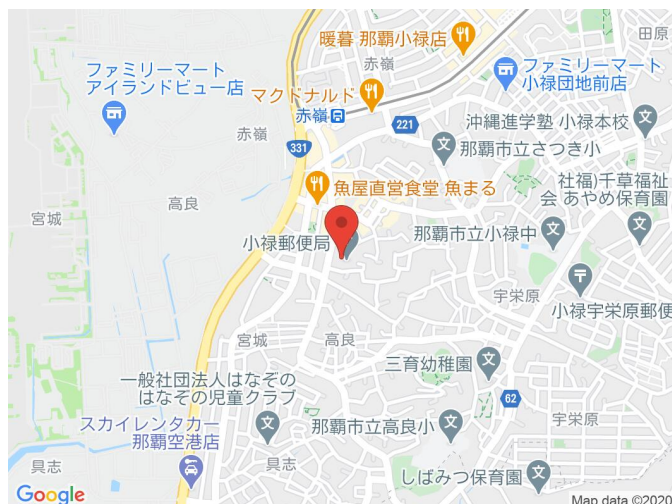 暖暮 那覇小禄店
赤嶺
田原
ファミリーマート
アイランドビュー店
ファミリーマート
小禄団地前店
マクドナルド
赤嶺
221
沖縄進学塾 小禄本校
赤嶺
331
那覇市立さつき小
魚屋直営食堂 魚まる
社福)千草福祉
会 あやめ保育園
高良
宮城
小禄郵便局
那覇市立小禄中
宇栄原
小禄宇栄原郵便
宮城
高良
三育幼稚園
一般社団法人はなぞの
はなぞの児童クラブ
62
宇栄原
スカイレンタカー
那覇空港店
那覇市立高良小
具志
具志
しばみつ保育園
Google
Map data ©2020